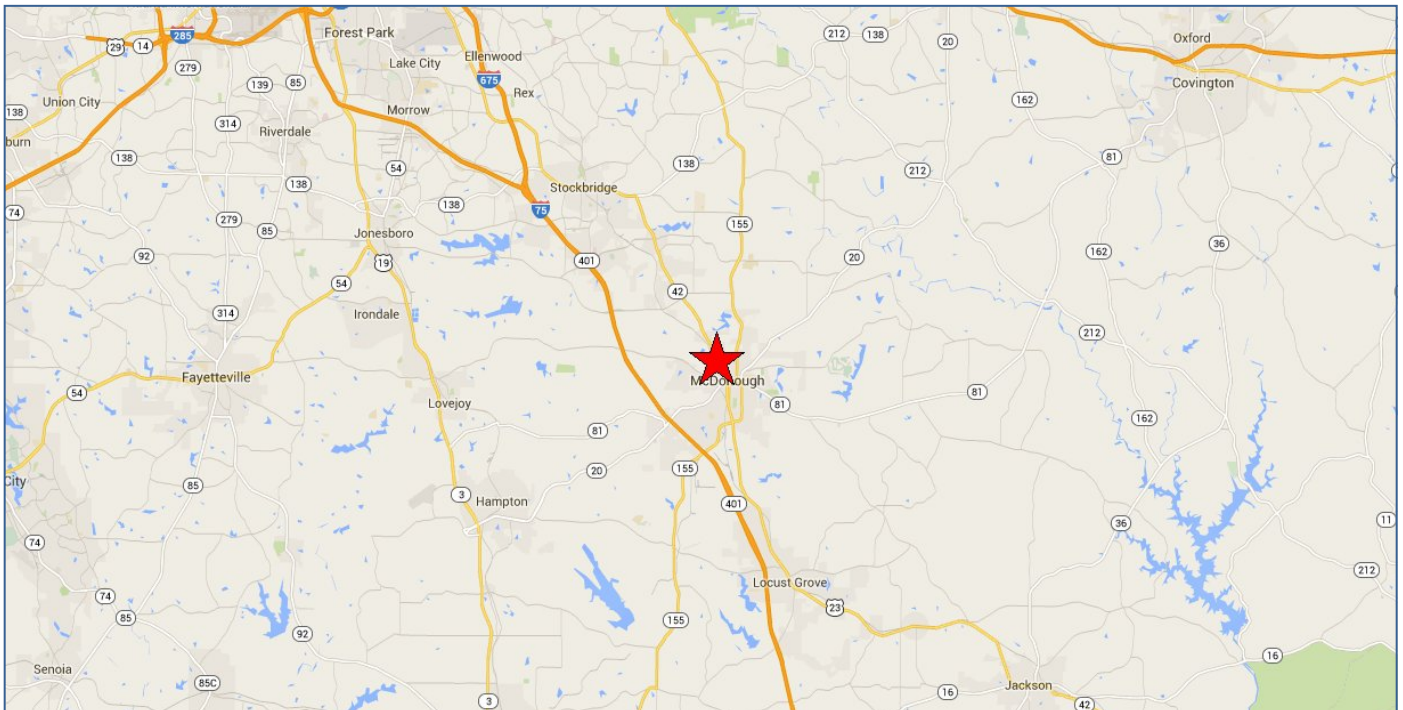 285
29
14
Forest Park
212
138
20
Oxford
279
Ellenwood
Lake City
675
Covington
139
85
Rex
Union City
162
138
Morrow
314
Riverdale
burn
81
138
54
138
212
138
Stockbridge
74
138
75
279
155
85
Jonesboro
36
92
162
20
401
19
54
42
314
Irondale
212
McDonough
Fayetteville
54
Lovejoy
81
81
162
81
155
20
City
85
3
Hampton
401
36
11
74
212
Locust Grove
74
23
85
155
92
16
Senoia
85C
Jackson
16
3
42